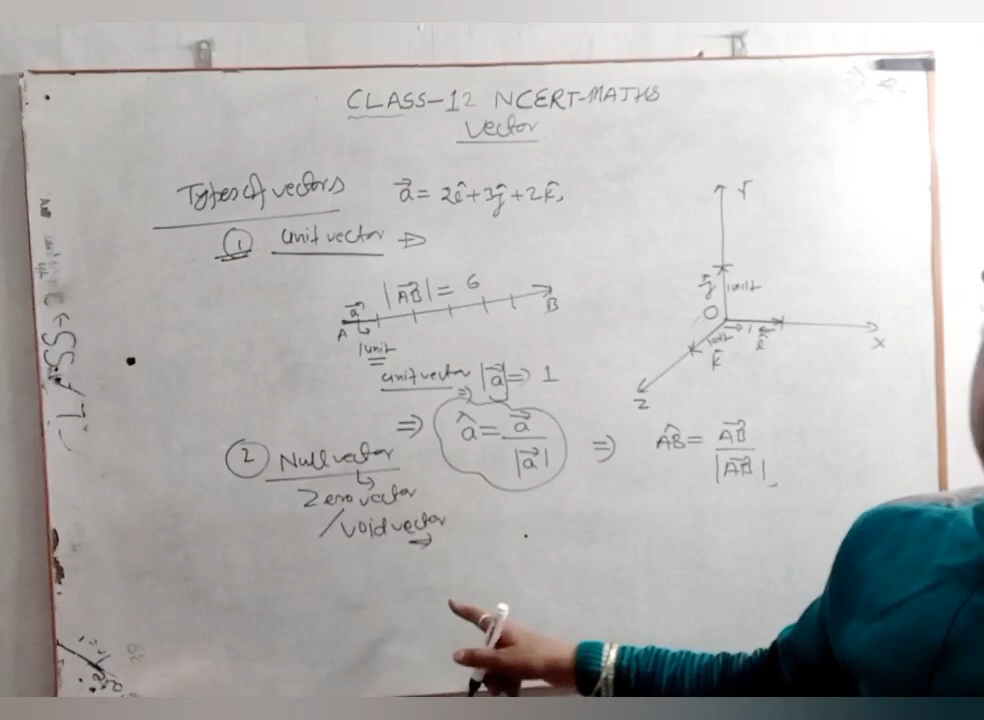 CLASS-12 NCERT-MATHS
Vector
Types of vectors
a⃗ = 2î+3ĵ+2k̂,
① unit vector ⇒
|AB⃗| = 6
a⃗
A
B
1unit
unit vector |a⃗| ⇒ 1
⇒ â = a⃗/|a⃗| ⇒ AB̂ = AB⃗/|AB⃗|
② Null vector
Zero vector
/void vector
Y
ĵ 1unit
O
1unit
k̂
X
Z